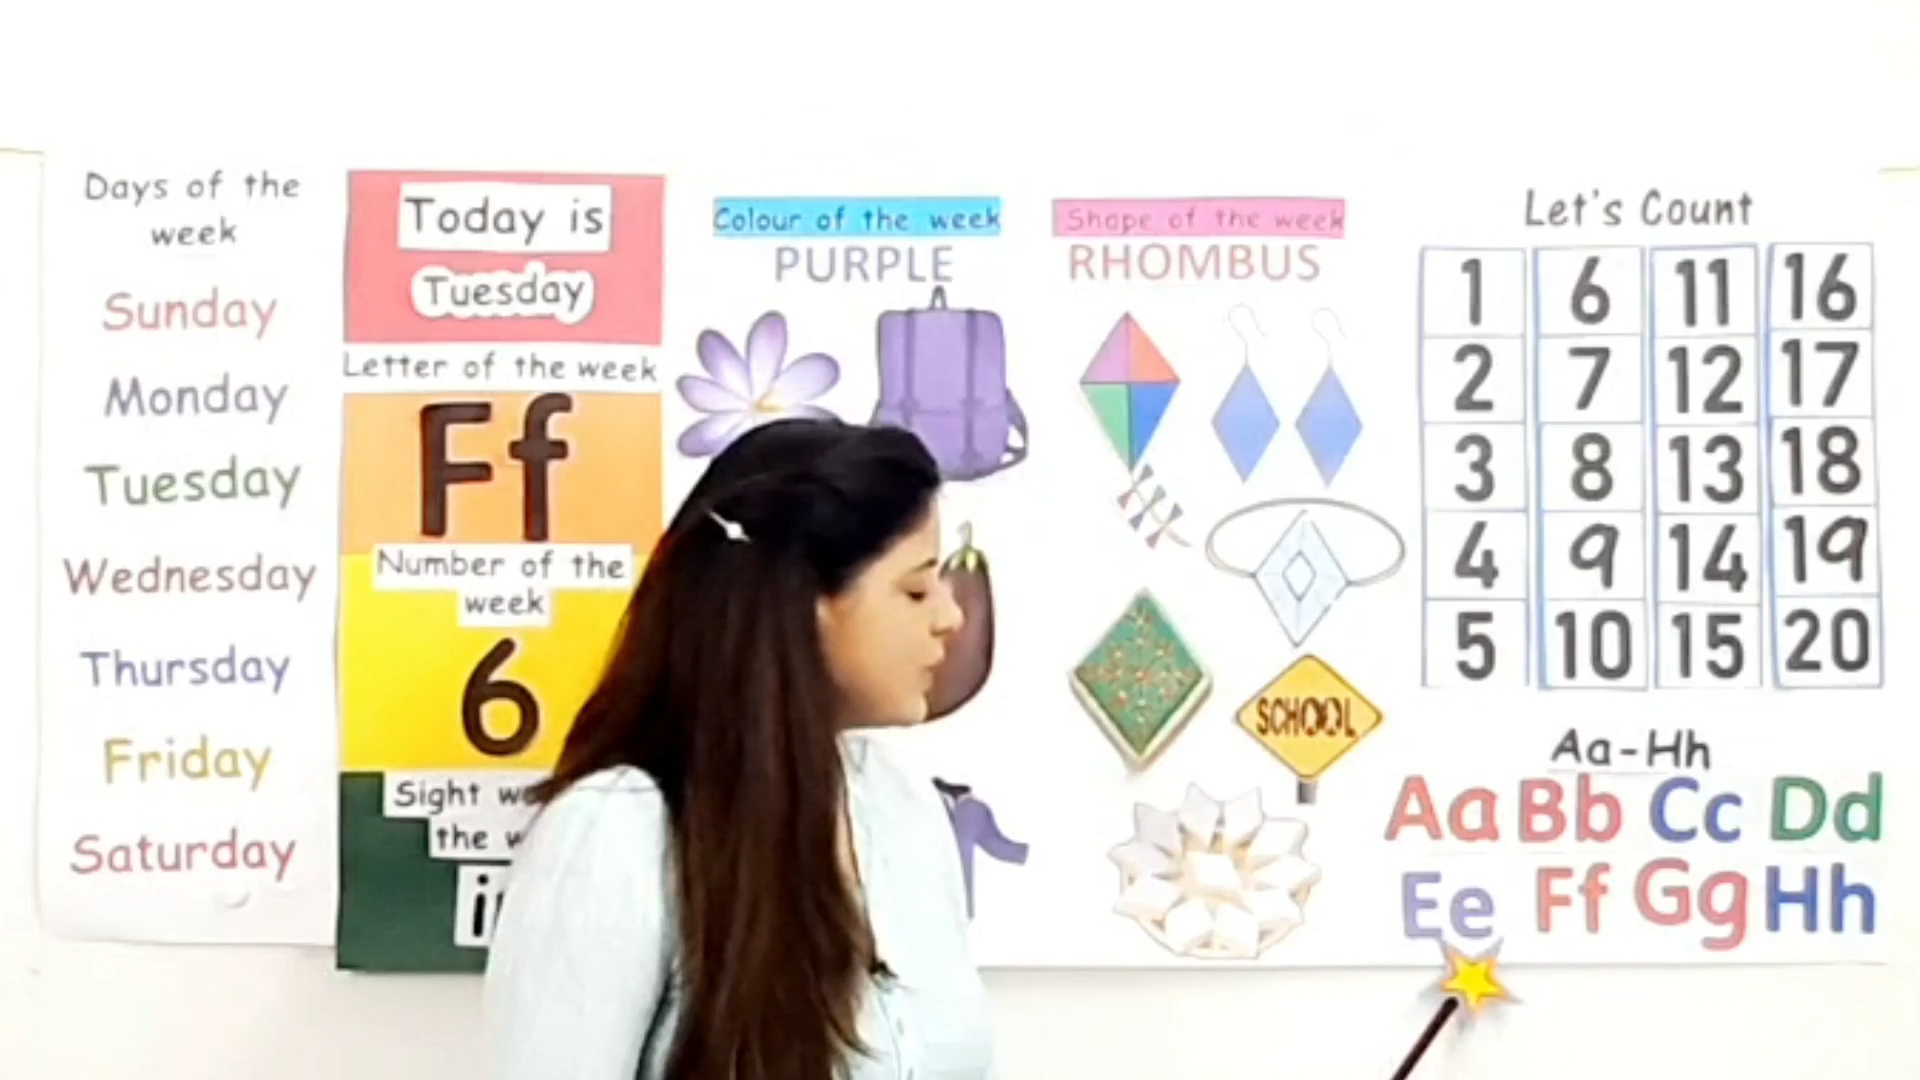 Days of the
week
Sunday
Monday
Tuesday
Wednesday
Thursday
Friday
Saturday
Today is
Tuesday
Letter of the week
Ff
Number of the
week
6
Sight
the
Colour of the week
PURPLE
Shape of the week
RHOMBUS
SCHOOL
Let's Count
1 6 11 16
2 7 12 17
3 8 13 18
4 9 14 19
5 10 15 20
Aa-Hh
Aa Bb Cc Dd
Ee Ff Gg Hh